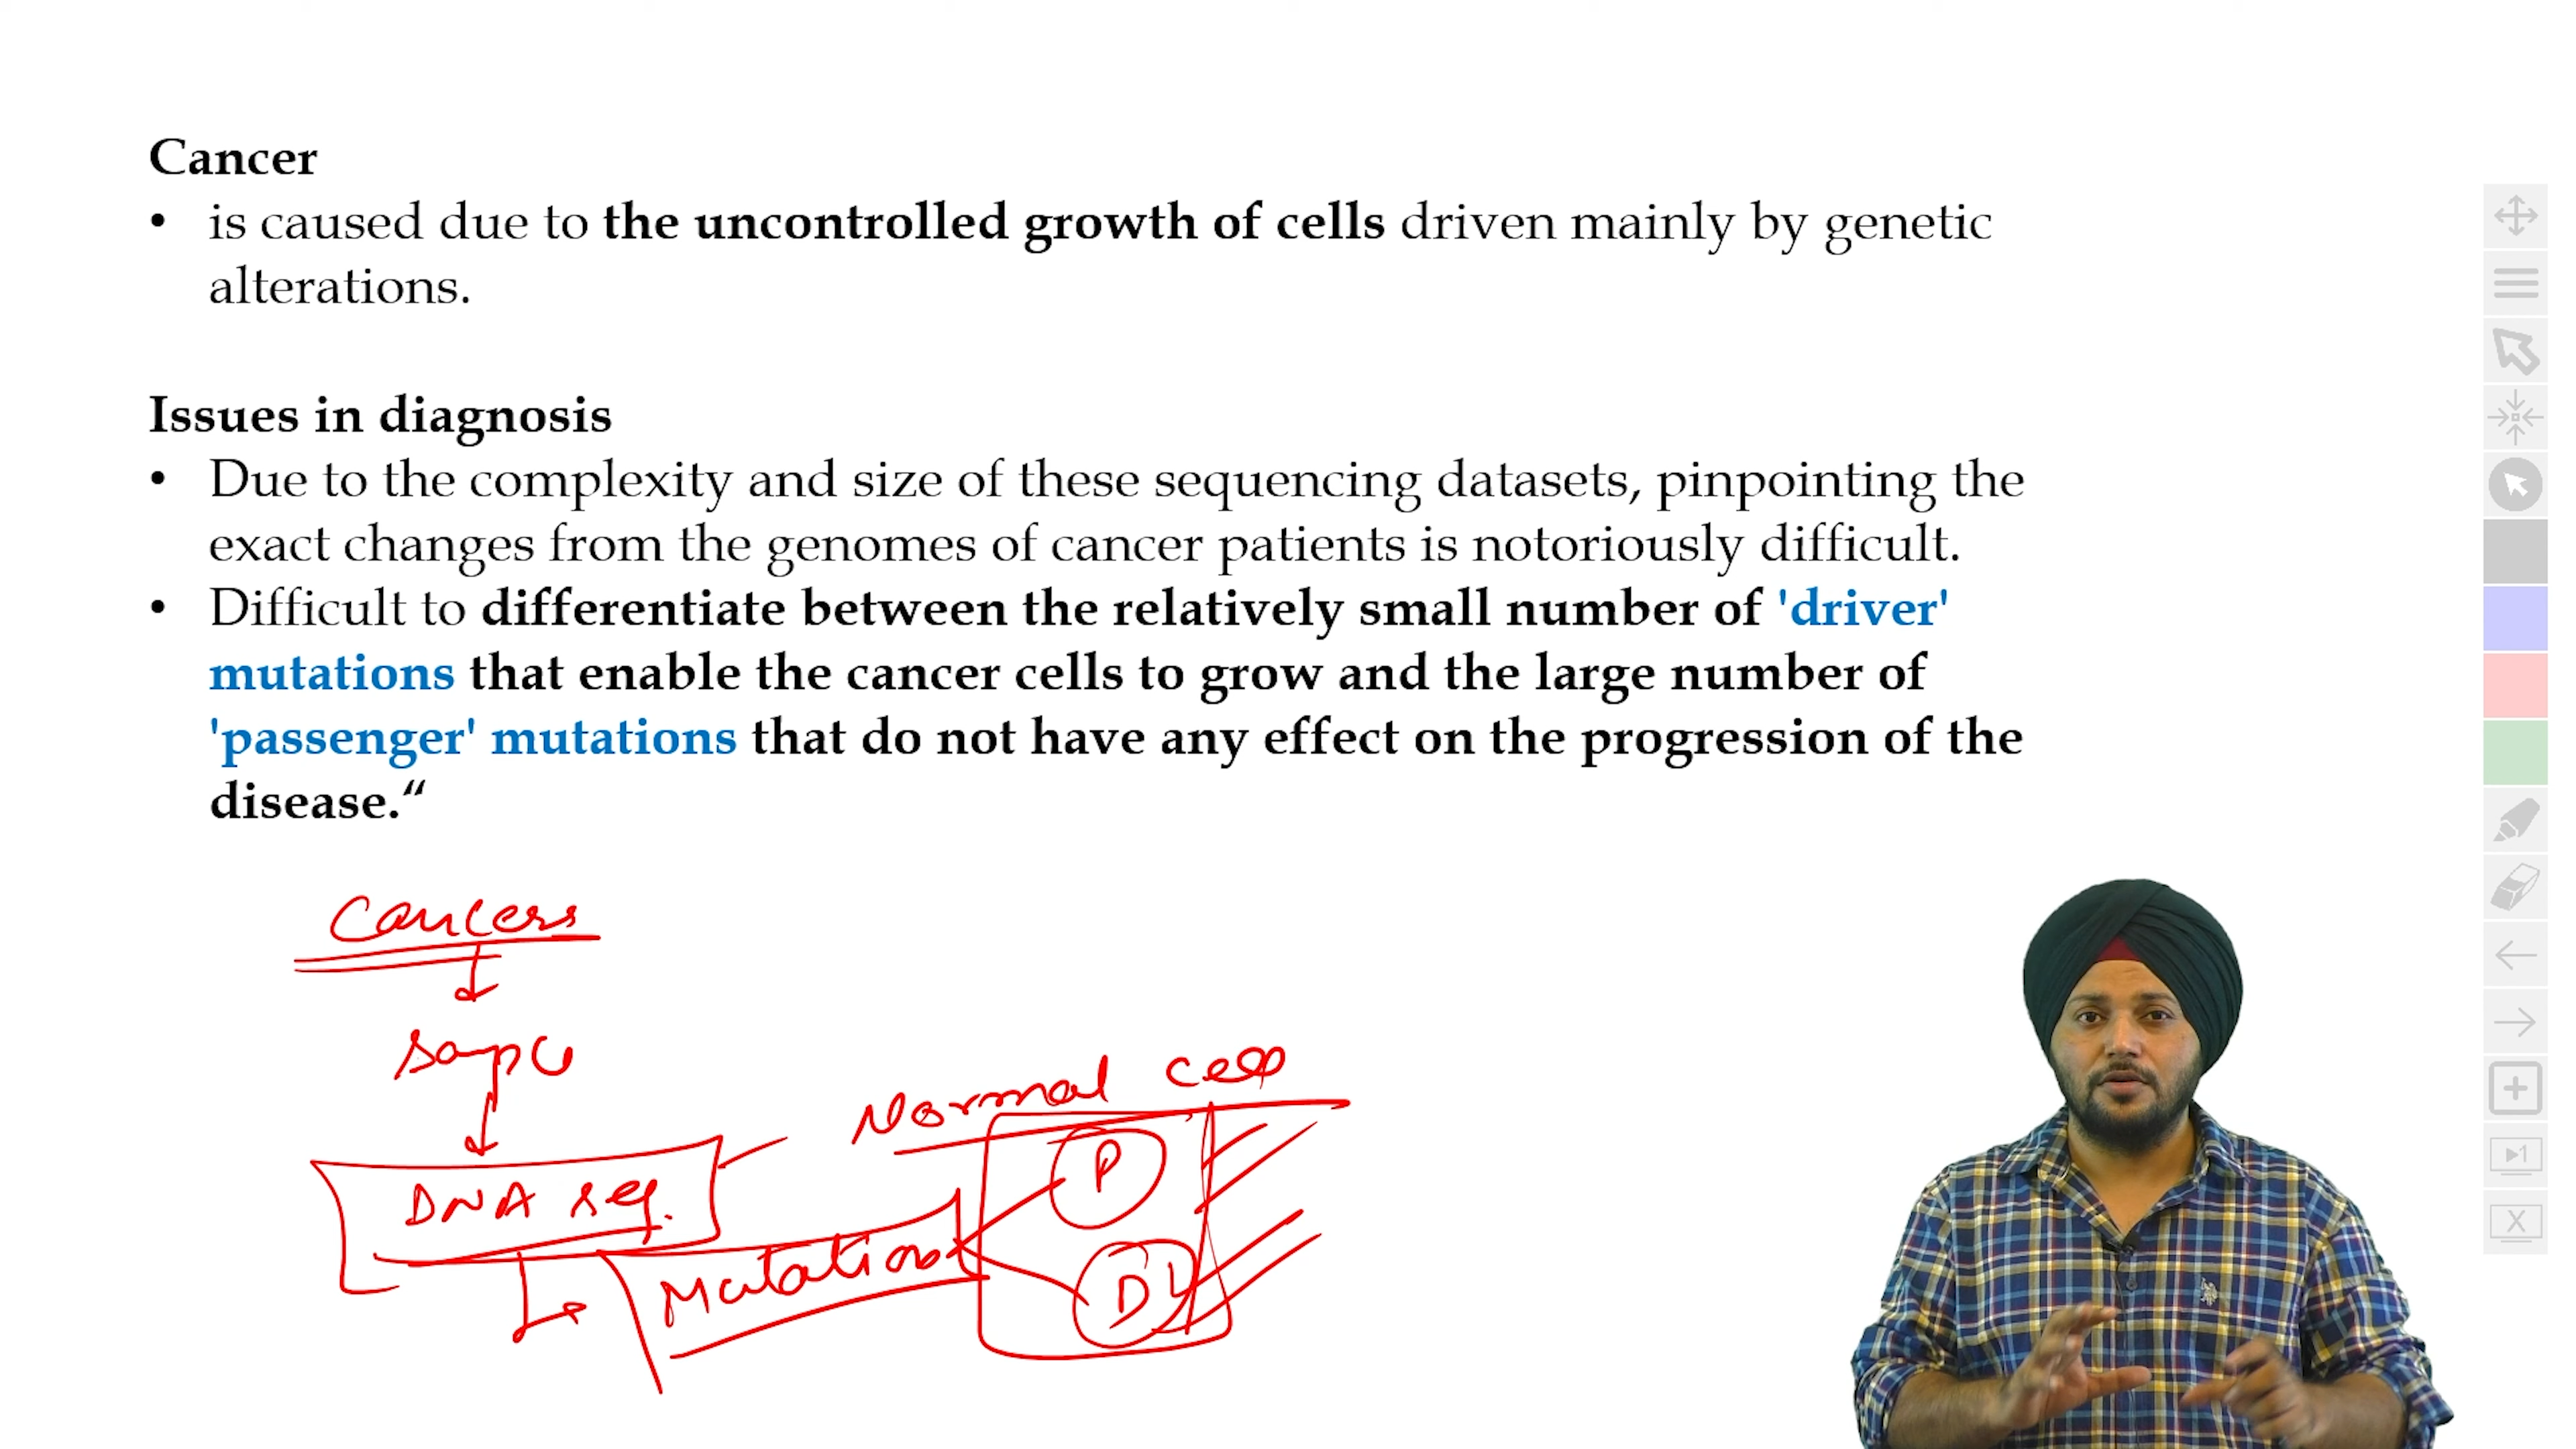 Cancer
• is caused due to the uncontrolled growth of cells driven mainly by genetic
alterations.
Issues in diagnosis
• Due to the complexity and size of these sequencing datasets, pinpointing the
exact changes from the genomes of cancer patients is notoriously difficult.
• Difficult to differentiate between the relatively small number of 'driver'
mutations that enable the cancer cells to grow and the large number of
'passenger' mutations that do not have any effect on the progression of the
disease.“
Cancers
Normal Cell
P
DNA seq.
Mutations
D
1
X